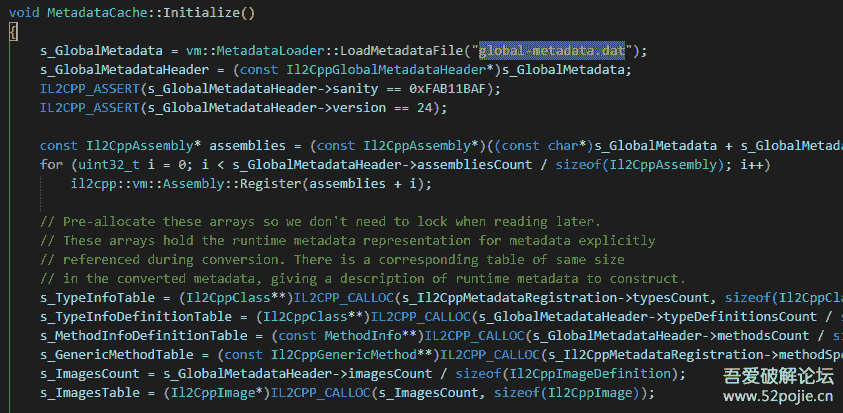 void MetadataCache::Initialize()
{
s_GlobalMetadata = vm::MetadataLoader::LoadMetadataFile("global-metadata.dat");
s_GlobalMetadataHeader = (const Il2CppGlobalMetadataHeader*)s_GlobalMetadata;
IL2CPP_ASSERT(s_GlobalMetadataHeader->sanity == 0xFAB11BAF);
IL2CPP_ASSERT(s_GlobalMetadataHeader->version == 24);
const Il2CppAssembly* assemblies = (const Il2CppAssembly*)((const char*)s_GlobalMetadata + s_GlobalMetada
for (uint32_t i = 0; i < s_GlobalMetadataHeader->assembliesCount / sizeof(Il2CppAssembly); i++)
il2cpp::vm::Assembly::Register(assemblies + i);
// Pre-allocate these arrays so we don't need to lock when reading later.
// These arrays hold the runtime metadata representation for metadata explicitly
// referenced during conversion. There is a corresponding table of same size
// in the converted metadata, giving a description of runtime metadata to construct.
s_TypeInfoTable = (Il2CppClass**)IL2CPP_CALLOC(s_Il2CppMetadataRegistration->typesCount, sizeof(Il2CppCla
s_TypeInfoDefinitionTable = (Il2CppClass**)IL2CPP_CALLOC(s_GlobalMetadataHeader->typeDefinitionsCount / s
s_MethodInfoDefinitionTable = (const MethodInfo**)IL2CPP_CALLOC(s_GlobalMetadataHeader->methodsCount / si
s_GenericMethodTable = (const Il2CppGenericMethod**)IL2CPP_CALLOC(s_Il2CppMetadataRegistration->methodSpe
s_ImagesCount = s_GlobalMetadataHeader->imagesCount / sizeof(Il2CppImageDefinition);
s_ImagesTable = (Il2CppImage*)IL2CPP_CALLOC(s_ImagesCount, sizeof(Il2CppImage));
吾爱破解论坛
www.52pojie.cn